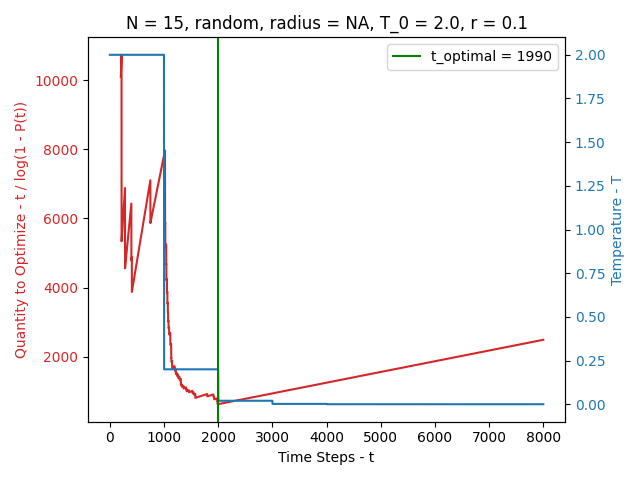 N = 15, random, radius = NA, T_0 = 2.0, r = 0.1
t_optimal = 1990
Quantity to Optimize - t / log(1 - P(t))
10000
8000
6000
4000
2000
2.00
1.75
1.50
1.25
1.00
0.75
0.50
0.25
0.00
Temperature - T
0 1000 2000 3000 4000 5000 6000 7000 8000
Time Steps - t